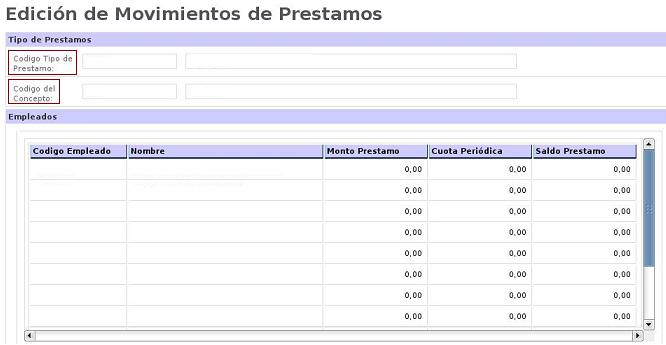 Edición de Movimientos de Prestamos
Tipo de Prestamos
Codigo Tipo de
Prestamo:
Codigo del
Concepto:
Empleados
Codigo Empleado Nombre Monto Prestamo Cuota Periódica Saldo Prestamo
0,00 0,00 0,00
0,00 0,00 0,00
0,00 0,00 0,00
0,00 0,00 0,00
0,00 0,00 0,00
0,00 0,00 0,00
0,00 0,00 0,00
0,00 0,00 0,00